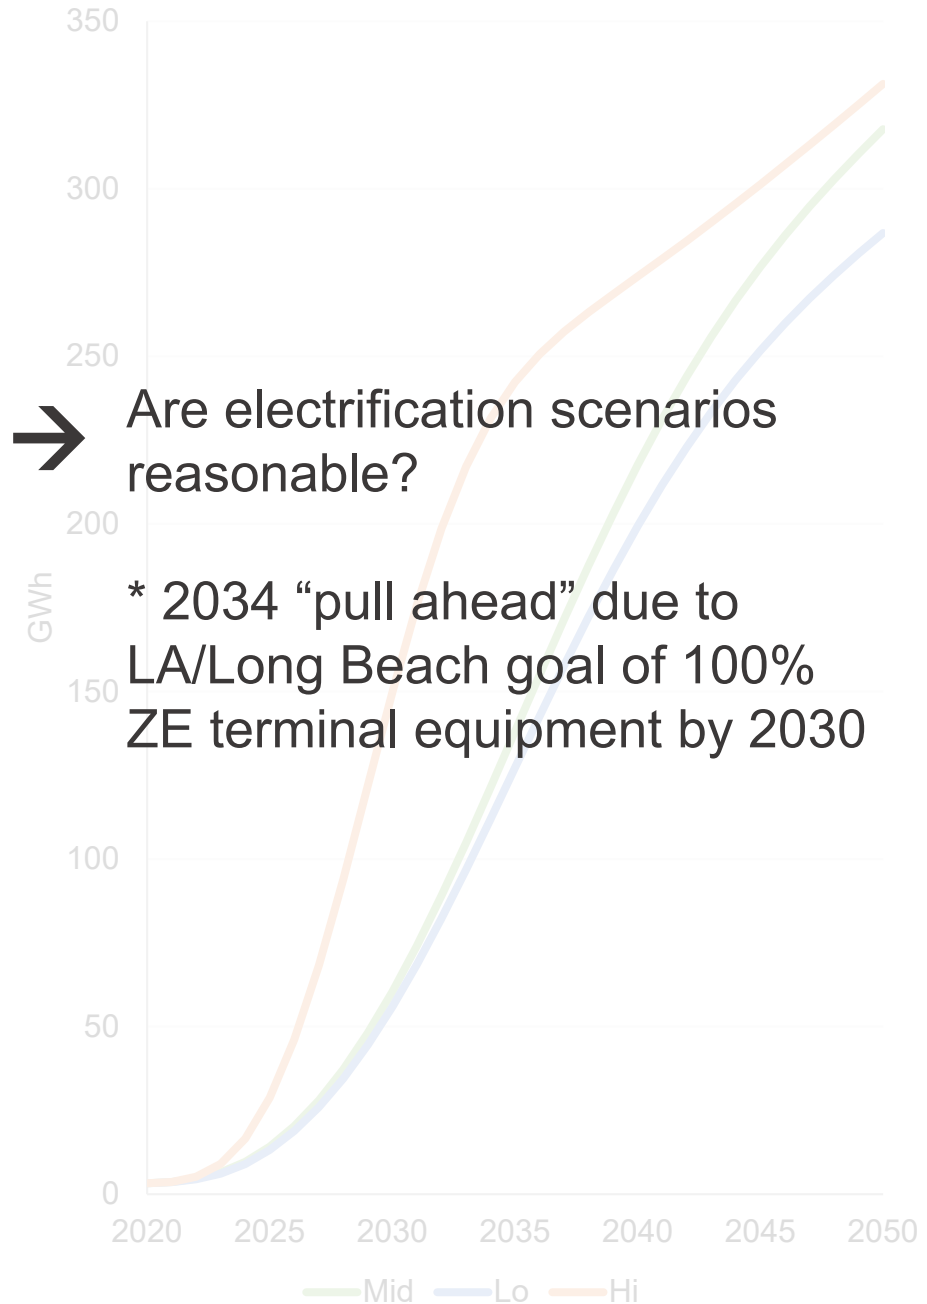 350
300
250
Are electrification scenarios
reasonable?
200
* 2034 “pull ahead” due to
GWh
LA/Long Beach goal of 100%
150
ZE terminal equipment by 2030
100
50
0
2020 2025 2030 2035 2040 2045 2050
Mid Lo Hi